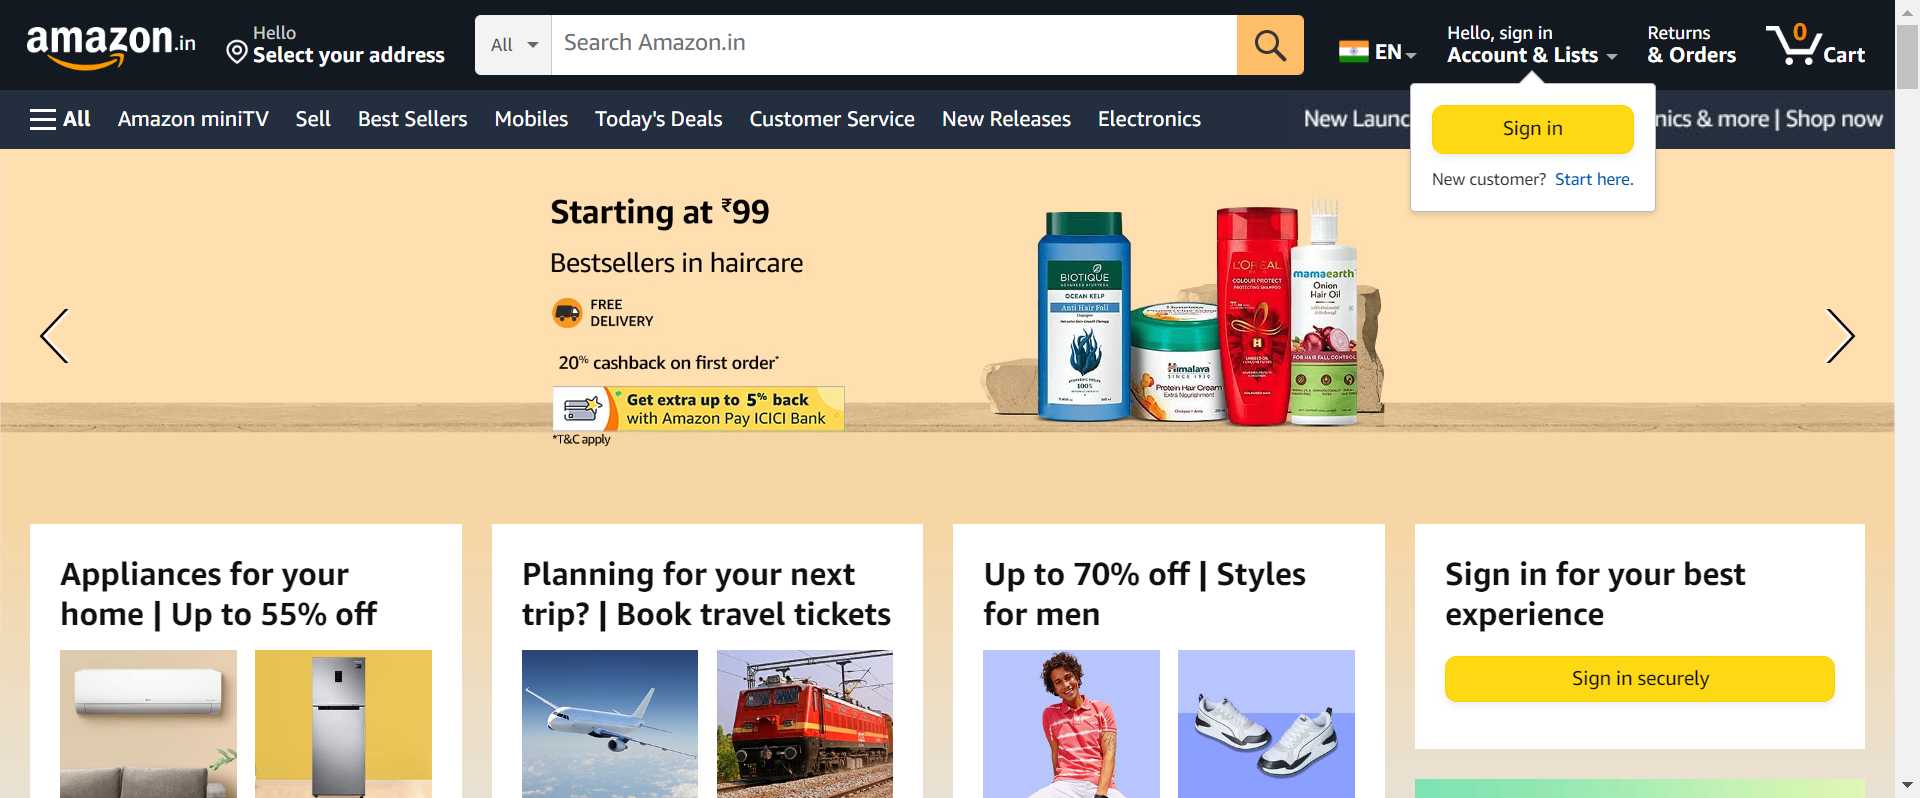 amazon.in
Hello
Select your address
All
Search Amazon.in
EN
Hello, sign in
Account & Lists
Returns
& Orders
0
Cart
All
Amazon miniTV
Sell
Best Sellers
Mobiles
Today's Deals
Customer Service
New Releases
Electronics
New Launc
nics & more | Shop now
Sign in
New customer? Start here.
Starting at ₹99
Bestsellers in haircare
FREE
DELIVERY
20% cashback on first order*
Get extra up to 5% back
with Amazon Pay ICICI Bank
*T&C apply
BIOTIQUE
OCEAN KELP
Anti Hair Fall
100%
Himalaya
SINCE 1930
Protein Hair Cream
Extra Nourishment
L'OREAL
COLOUR PROTECT
PROTECTING SHAMPOO
mamaearth
Onion
Hair Oil
FOR HAIR FALL CONTROL
Appliances for your
home | Up to 55% off
Planning for your next
trip? | Book travel tickets
Up to 70% off | Styles
for men
Sign in for your best
experience
Sign in securely